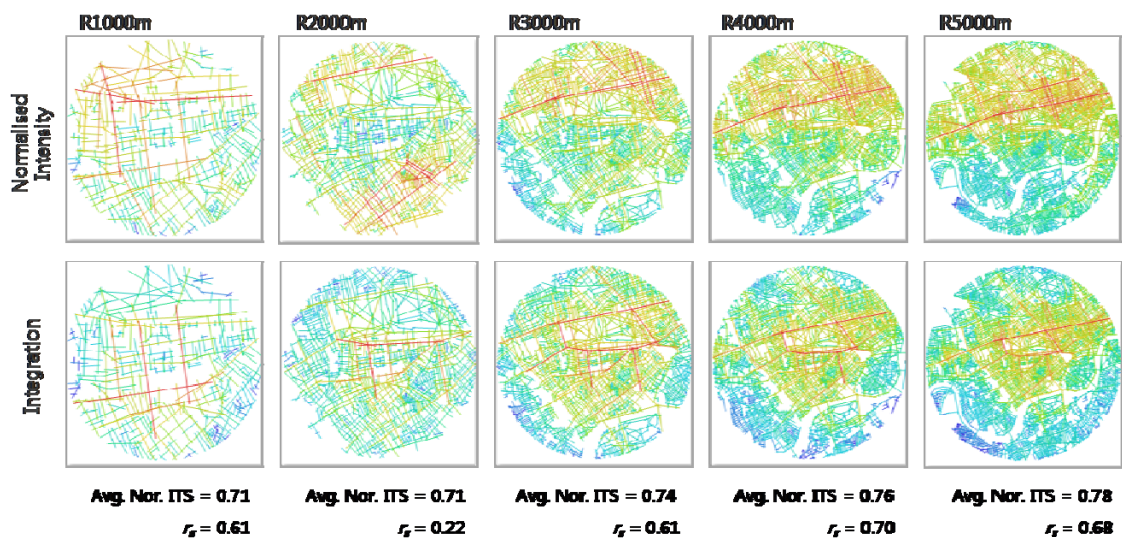 R1000m R2000m R3000m R4000m R5000m
Normalised
Intensity
Integration
Avg. Nor. ITS = 0.71 Avg. Nor. ITS = 0.71 Avg. Nor. ITS = 0.74 Avg. Nor. ITS = 0.76 Avg. Nor. ITS = 0.78
rs = 0.61 rs = 0.22 rs = 0.61 rs = 0.70 rs = 0.68